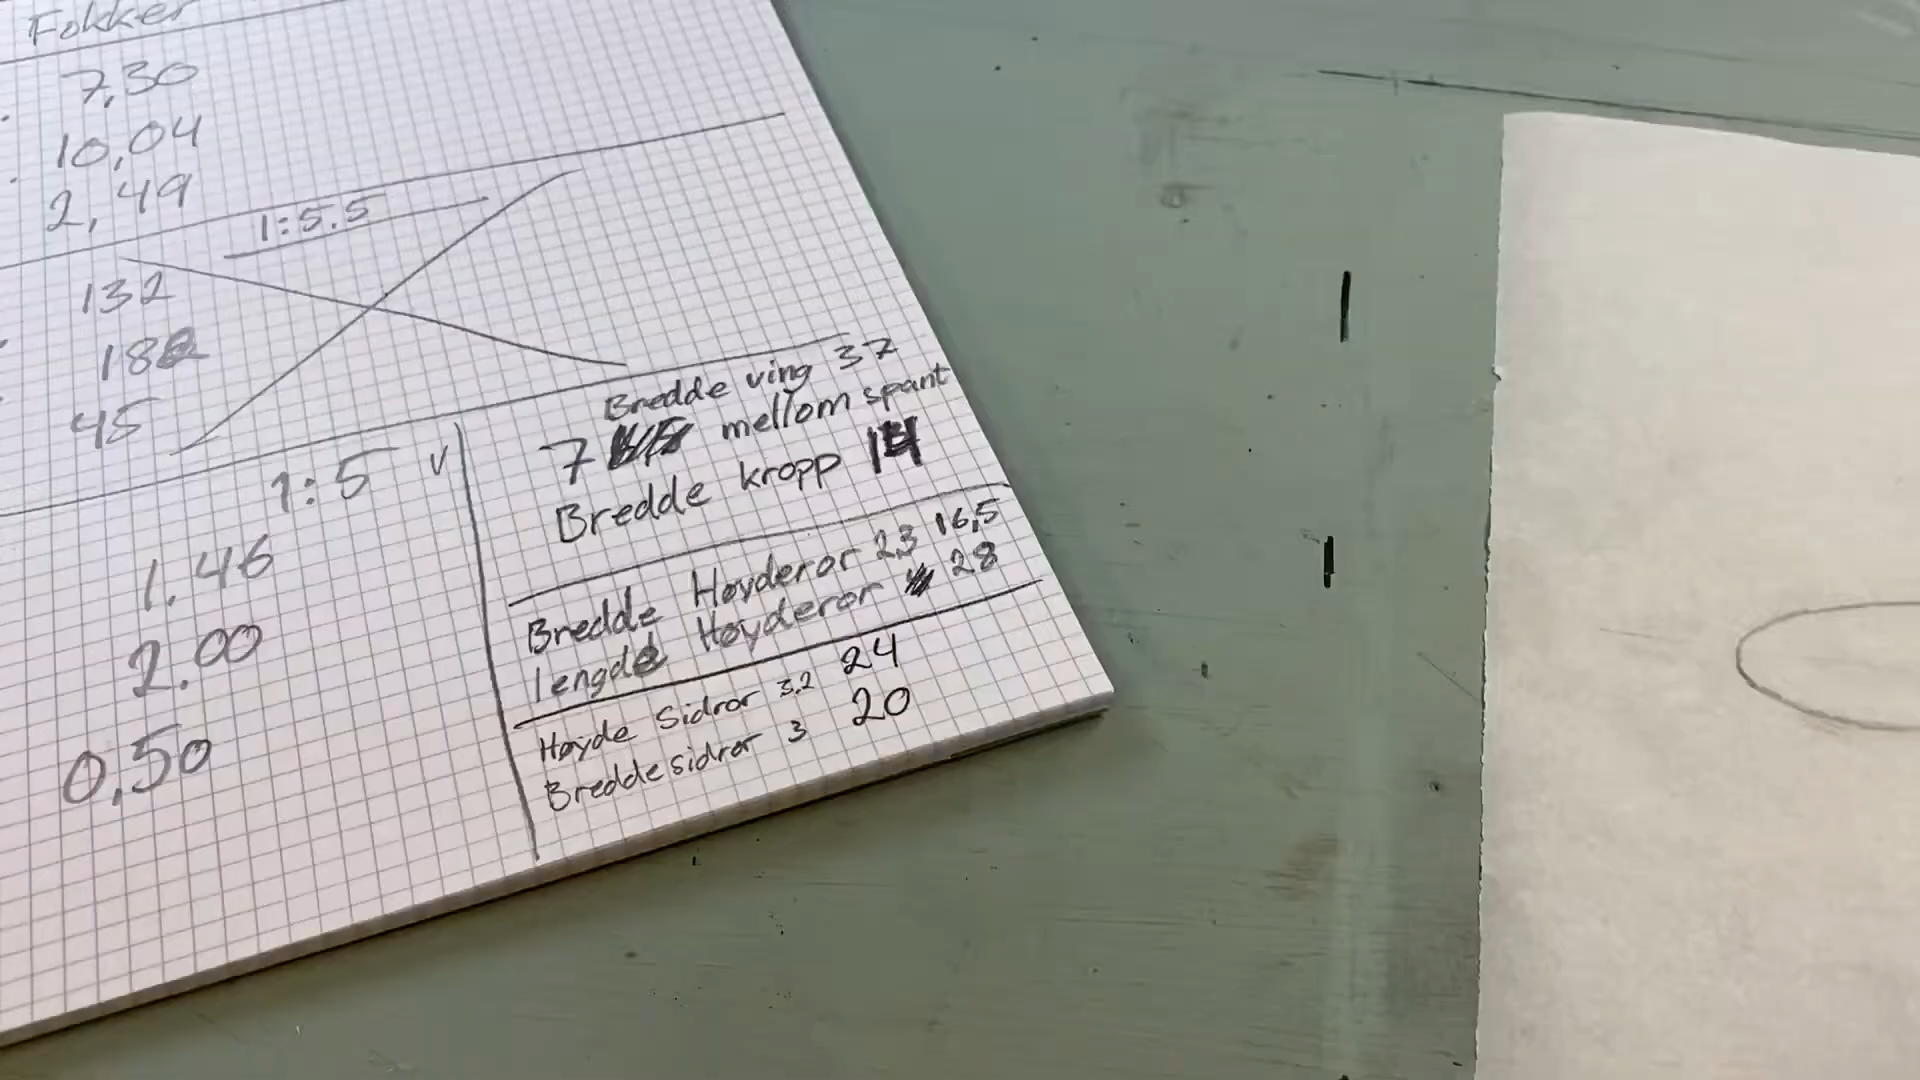 Fokker
7,30
10,04
2,49
1:5.5
132
182
45
1:5 v
1.46
2.00
0,50
Bredde ving 37
7 mellom spant
Bredde kropp 14
Bredde Høyderor 23 16,5
lengde Høyderor 28
Høyde Sidror 3.2 24
Bredde sidror 3 20